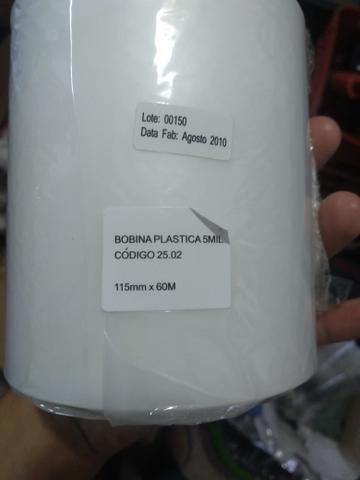 Lote: 00150
Data Fab: Agosto 2010
BOBINA PLASTICA 5MIL
CÓDIGO 25.02
115mm x 60M